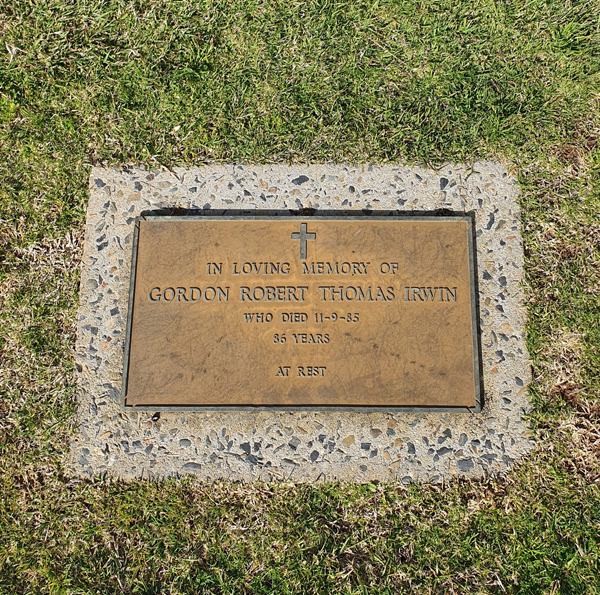 IN LOVING MEMORY OF
GORDON ROBERT THOMAS IRWIN
WHO DIED 11-9-85
86 YEARS
AT REST